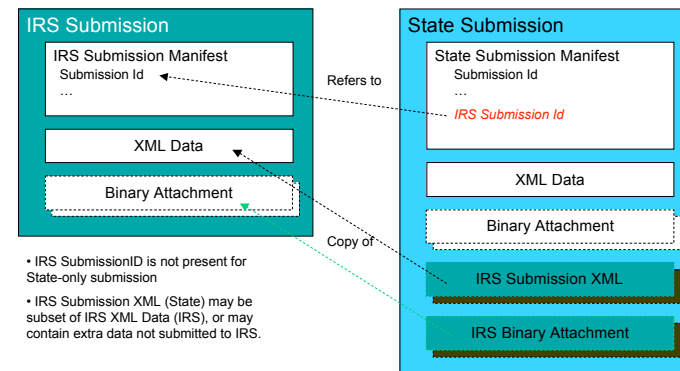 IRS Submission
IRS Submission Manifest
Submission Id
…
XML Data
Binary Attachment
• IRS SubmissionID is not present for
State-only submission
• IRS Submission XML (State) may be
subset of IRS XML Data (IRS), or may
contain extra data not submitted to IRS.
Refers to
Copy of
State Submission
State Submission Manifest
Submission Id
…
IRS Submission Id
XML Data
Binary Attachment
IRS Submission XML
IRS Binary Attachment